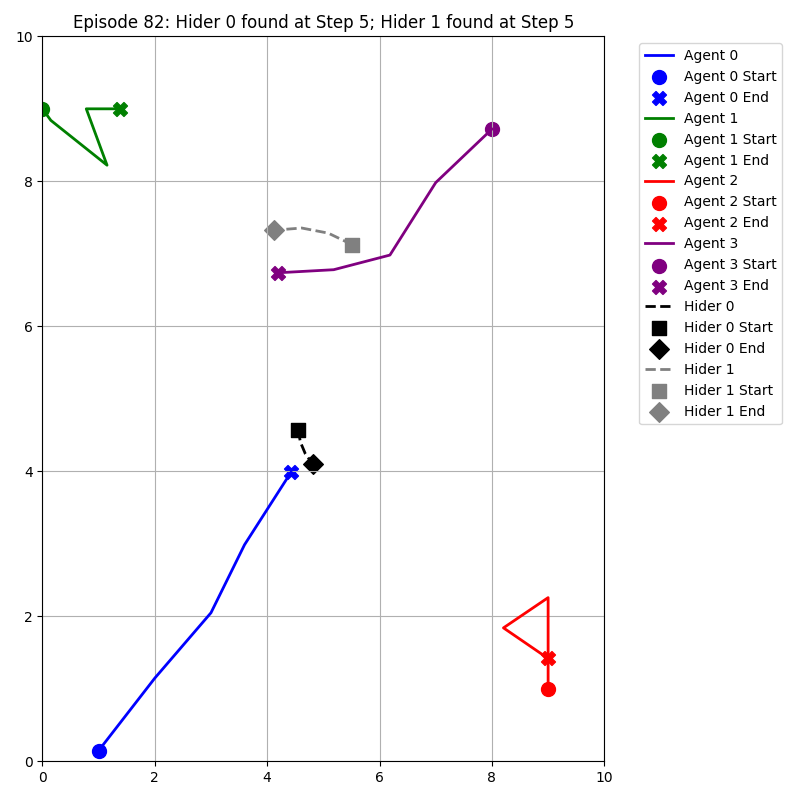 Episode 82: Hider 0 found at Step 5; Hider 1 found at Step 5
10
8
6
4
2
0
0 2 4 6 8 10
Agent 0
Agent 0 Start
Agent 0 End
Agent 1
Agent 1 Start
Agent 1 End
Agent 2
Agent 2 Start
Agent 2 End
Agent 3
Agent 3 Start
Agent 3 End
Hider 0
Hider 0 Start
Hider 0 End
Hider 1
Hider 1 Start
Hider 1 End